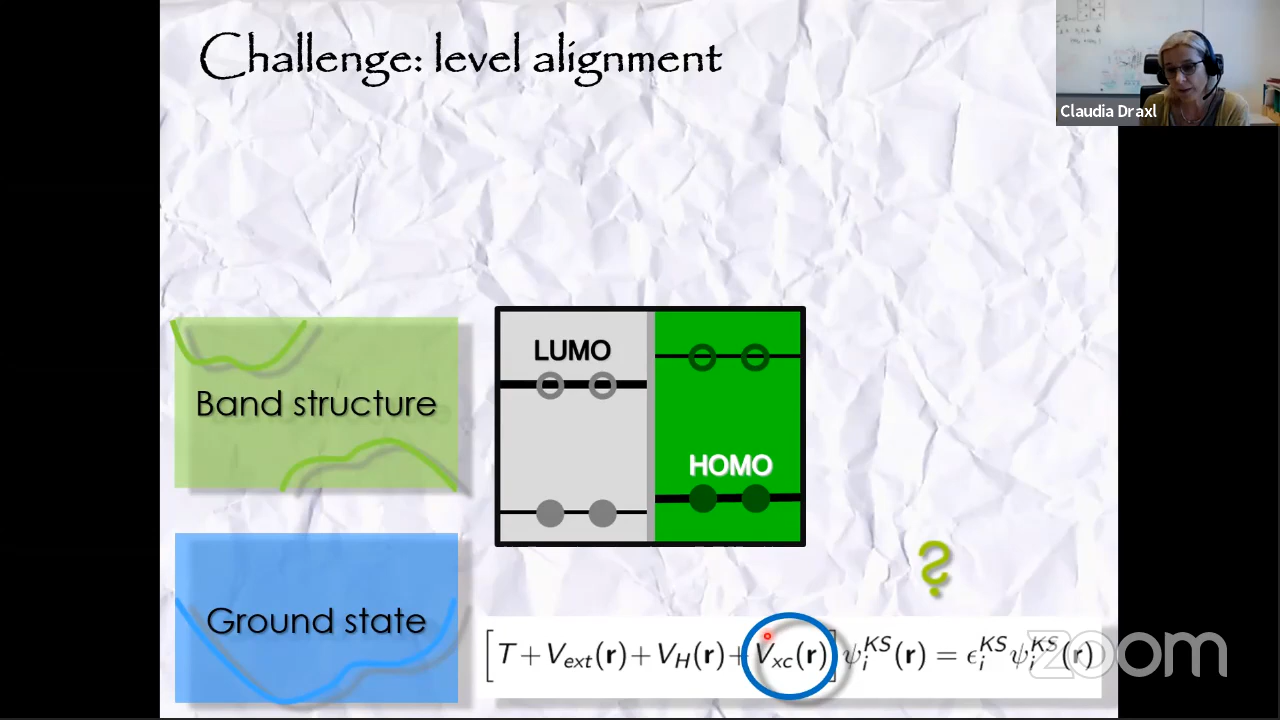 Challenge: level alignment
Claudia Draxl
LUMO
HOMO
Band structure
?
Ground state
[T + V_ext(r) + V_H(r) + V_xc(r)] ψ_i^KS(r) = ϵ_i^KS ψ_i^KS(r)
zoom